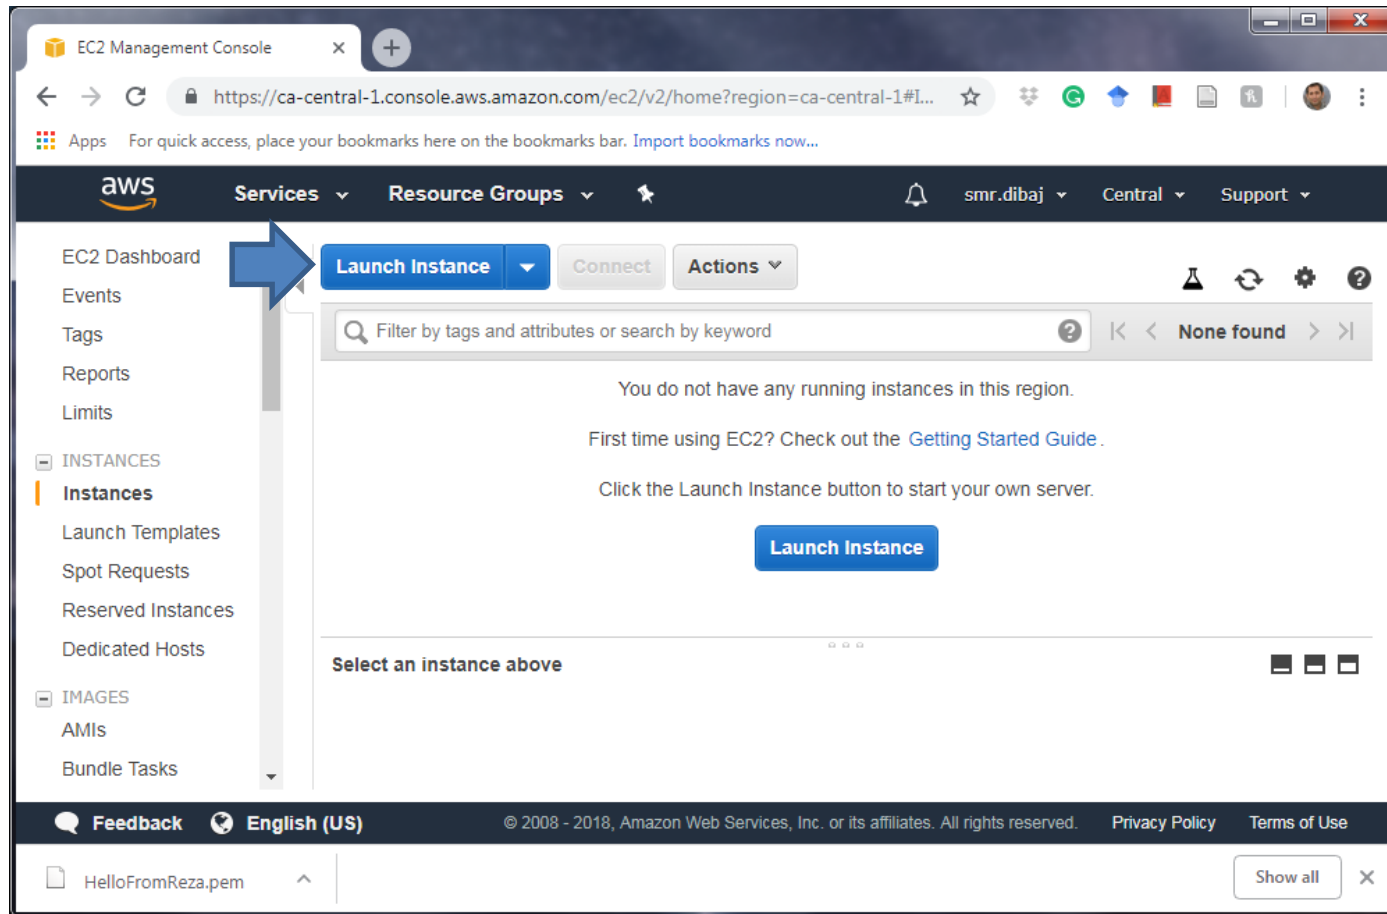 EC2 Management Console
https://ca-central-1.console.aws.amazon.com/ec2/v2/home?region=ca-central-1#I...
Apps For quick access, place your bookmarks here on the bookmarks bar. Import bookmarks now...
aws Services Resource Groups smr.dibaj Central Support
EC2 Dashboard
Events
Tags
Reports
Limits
INSTANCES
Instances
Launch Templates
Spot Requests
Reserved Instances
Dedicated Hosts
IMAGES
AMIs
Bundle Tasks
Launch Instance Connect Actions
Filter by tags and attributes or search by keyword None found
You do not have any running instances in this region.
First time using EC2? Check out the Getting Started Guide.
Click the Launch Instance button to start your own server.
Launch Instance
Select an instance above
Feedback English (US) © 2008 - 2018, Amazon Web Services, Inc. or its affiliates. All rights reserved. Privacy Policy Terms of Use
HelloFromReza.pem Show all